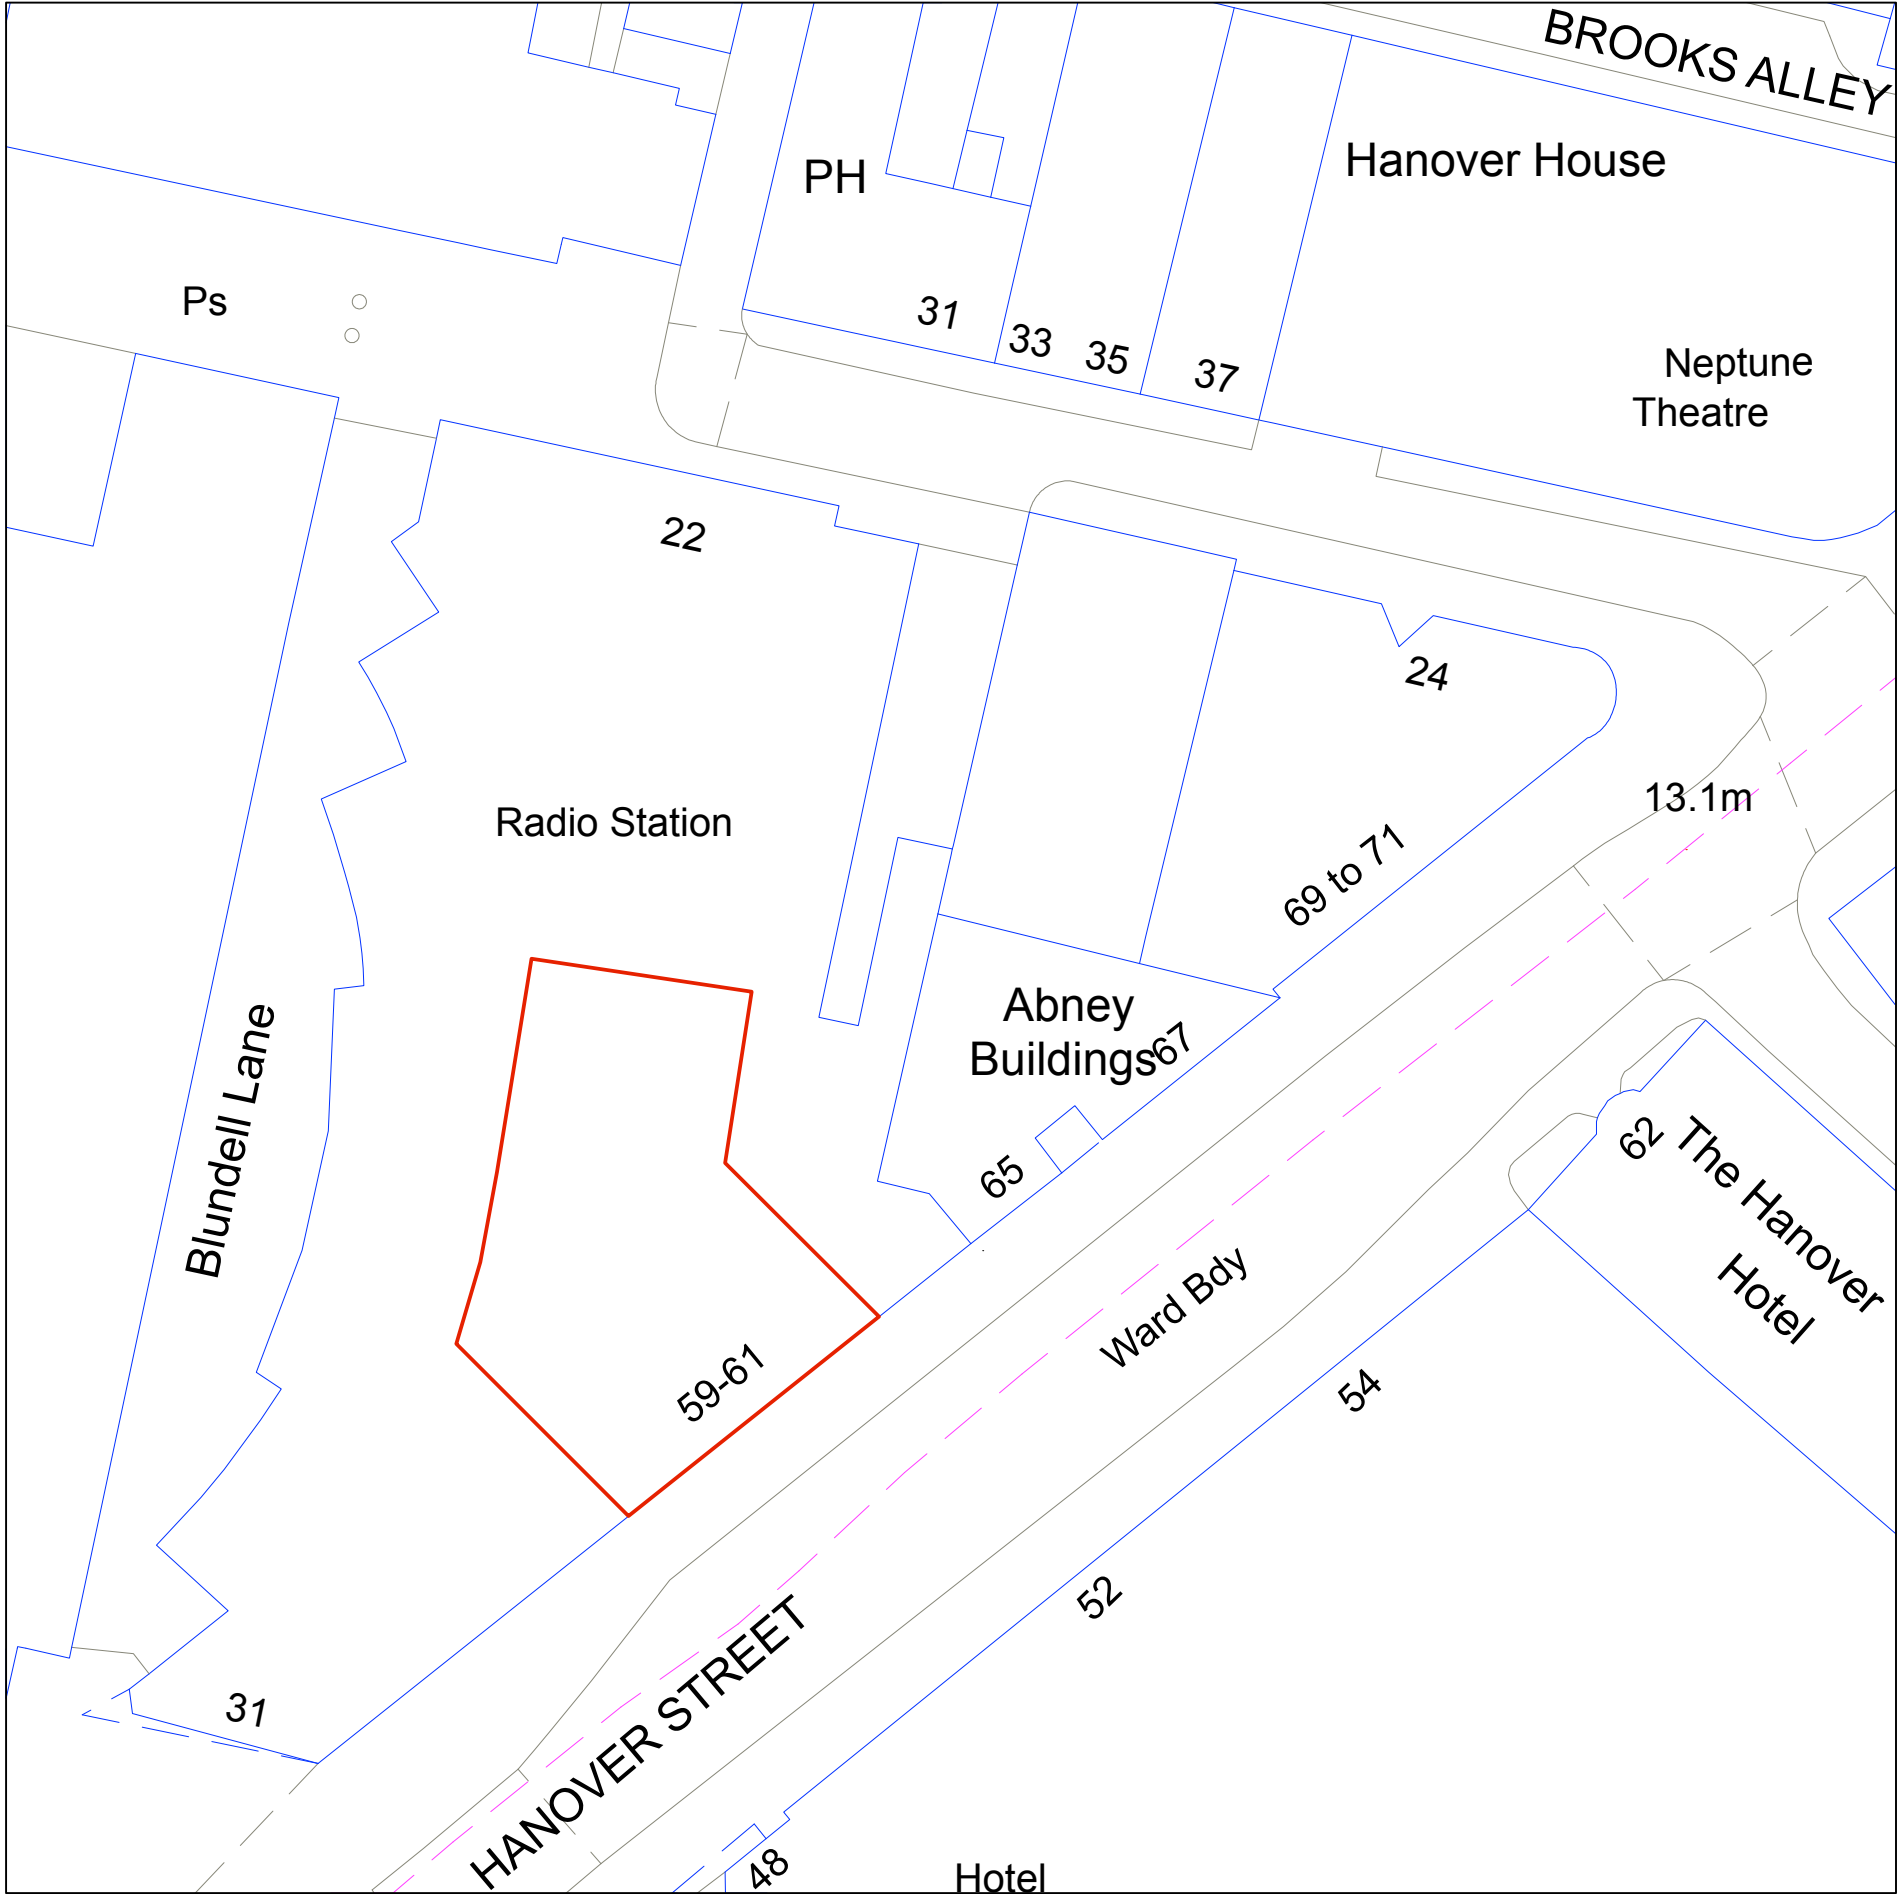 BROOKS ALLEY
PH
Hanover House
Ps
31
33
35
37
Neptune
Theatre
22
24
Radio Station
13.1m
69 to 71
Abney
Buildings
67
Blundell Lane
65
62
The Hanover
Hotel
Ward Bdy
59-61
54
52
HANOVER STREET
31
48
Hotel